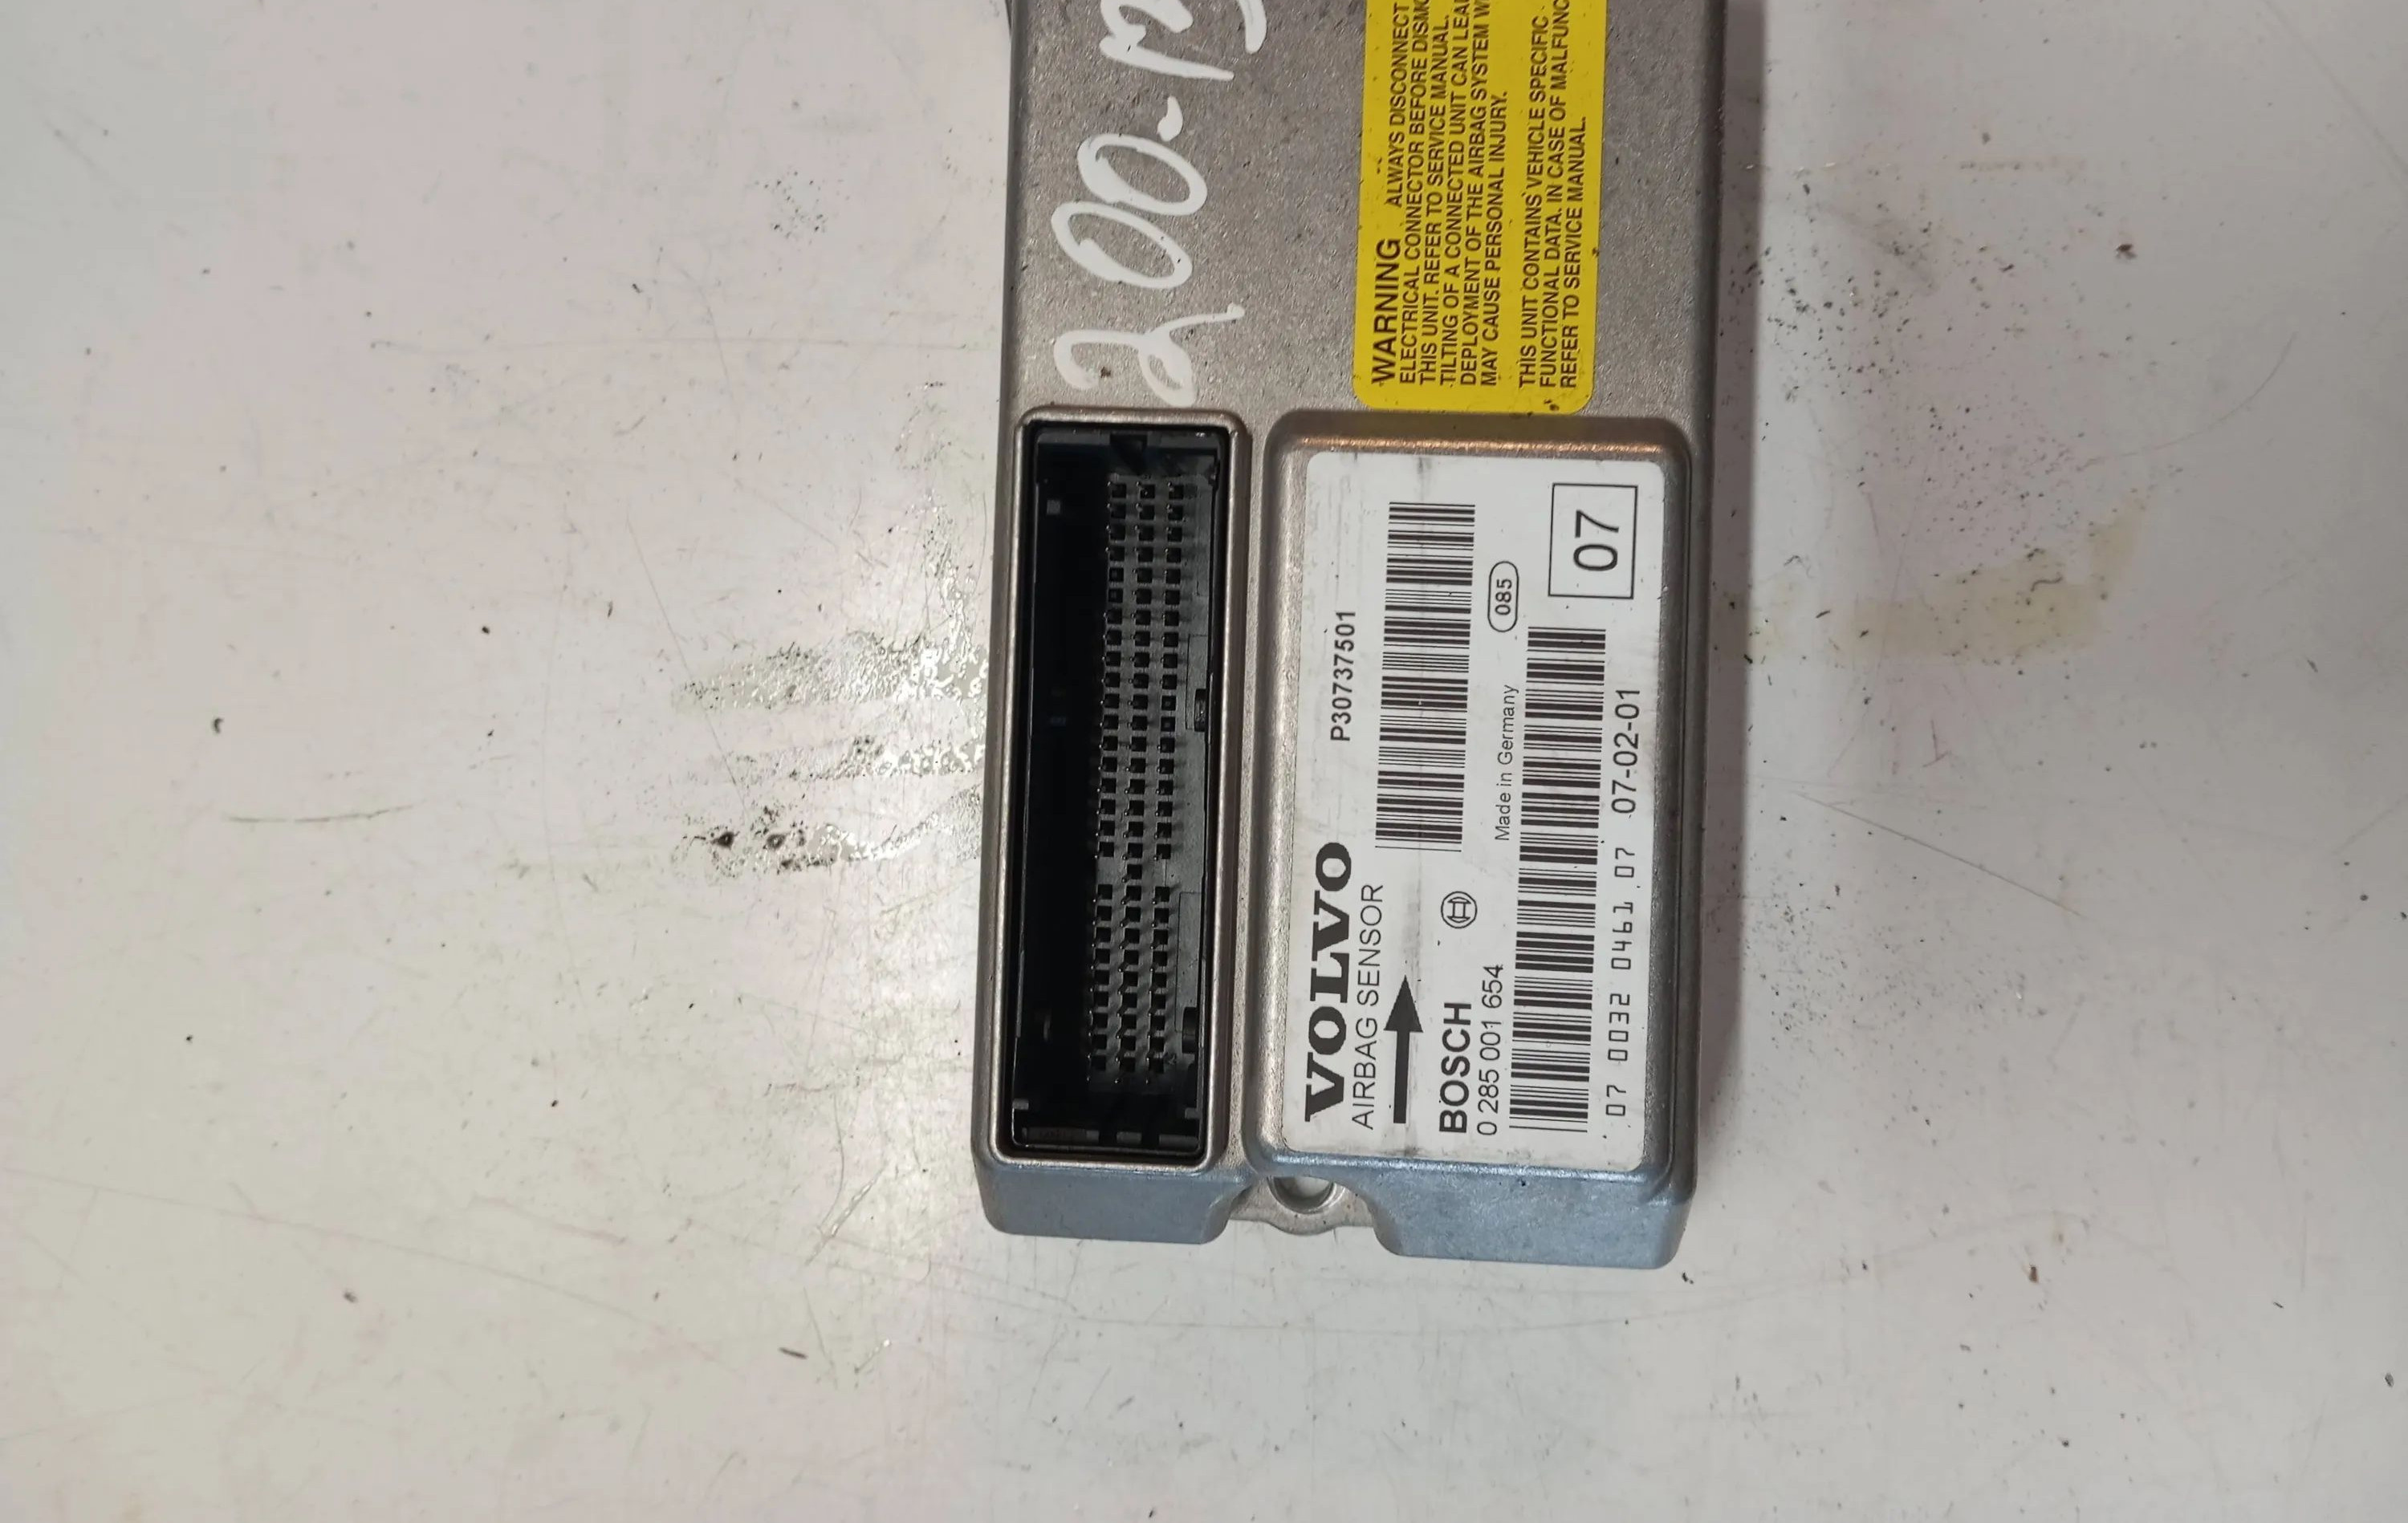 200-
WARNING ALWAYS DISCONNECT
ELECTRICAL CONNECTOR BEFORE
THIS UNIT. REFER TO SERVICE MANUAL.
TILTING OF A CONNECTED UNIT CAN
DEPLOYMENT OF THE AIRBAG SYSTEM
MAY CAUSE PERSONAL INJURY.
THIS UNIT CONTAINS VEHICLE SPECIFIC
FUNCTIONAL DATA. IN CASE OF
REFER TO SERVICE MANUAL.
VOLVO P30737501
AIRBAG SENSOR
BOSCH
0 285 001 654 Made in Germany 085
07
07 0032 0461 07 07-02-01